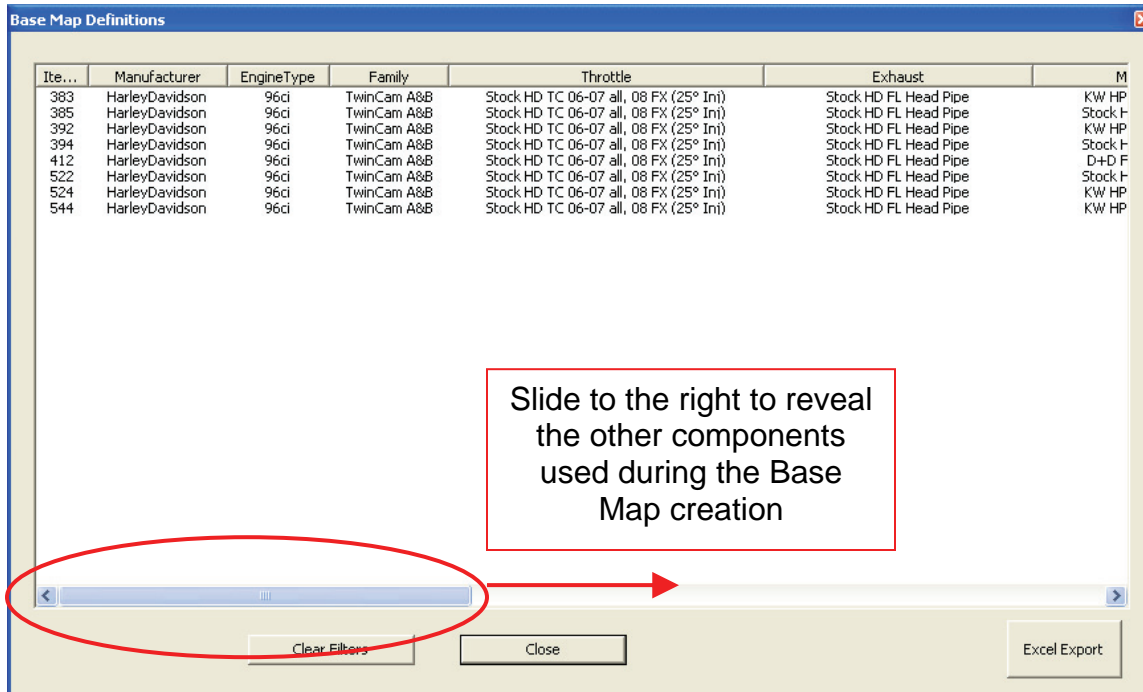 Base Map Definitions
Ite... Manufacturer EngineType Family Throttle Exhaust M
383 HarleyDavidson 96ci TwinCam A&B Stock HD TC 06-07 all, 08 FX (25° Inj) Stock HD FL Head Pipe KW HP
385 HarleyDavidson 96ci TwinCam A&B Stock HD TC 06-07 all, 08 FX (25° Inj) Stock HD FL Head Pipe Stock H
392 HarleyDavidson 96ci TwinCam A&B Stock HD TC 06-07 all, 08 FX (25° Inj) Stock HD FL Head Pipe KW HP
394 HarleyDavidson 96ci TwinCam A&B Stock HD TC 06-07 all, 08 FX (25° Inj) Stock HD FL Head Pipe Stock H
412 HarleyDavidson 96ci TwinCam A&B Stock HD TC 06-07 all, 08 FX (25° Inj) Stock HD FL Head Pipe D+D F
522 HarleyDavidson 96ci TwinCam A&B Stock HD TC 06-07 all, 08 FX (25° Inj) Stock HD FL Head Pipe Stock H
524 HarleyDavidson 96ci TwinCam A&B Stock HD TC 06-07 all, 08 FX (25° Inj) Stock HD FL Head Pipe KW HP
544 HarleyDavidson 96ci TwinCam A&B Stock HD TC 06-07 all, 08 FX (25° Inj) Stock HD FL Head Pipe KW HP
Slide to the right to reveal
the other components
used during the Base
Map creation
Clear Filters Close Excel Export